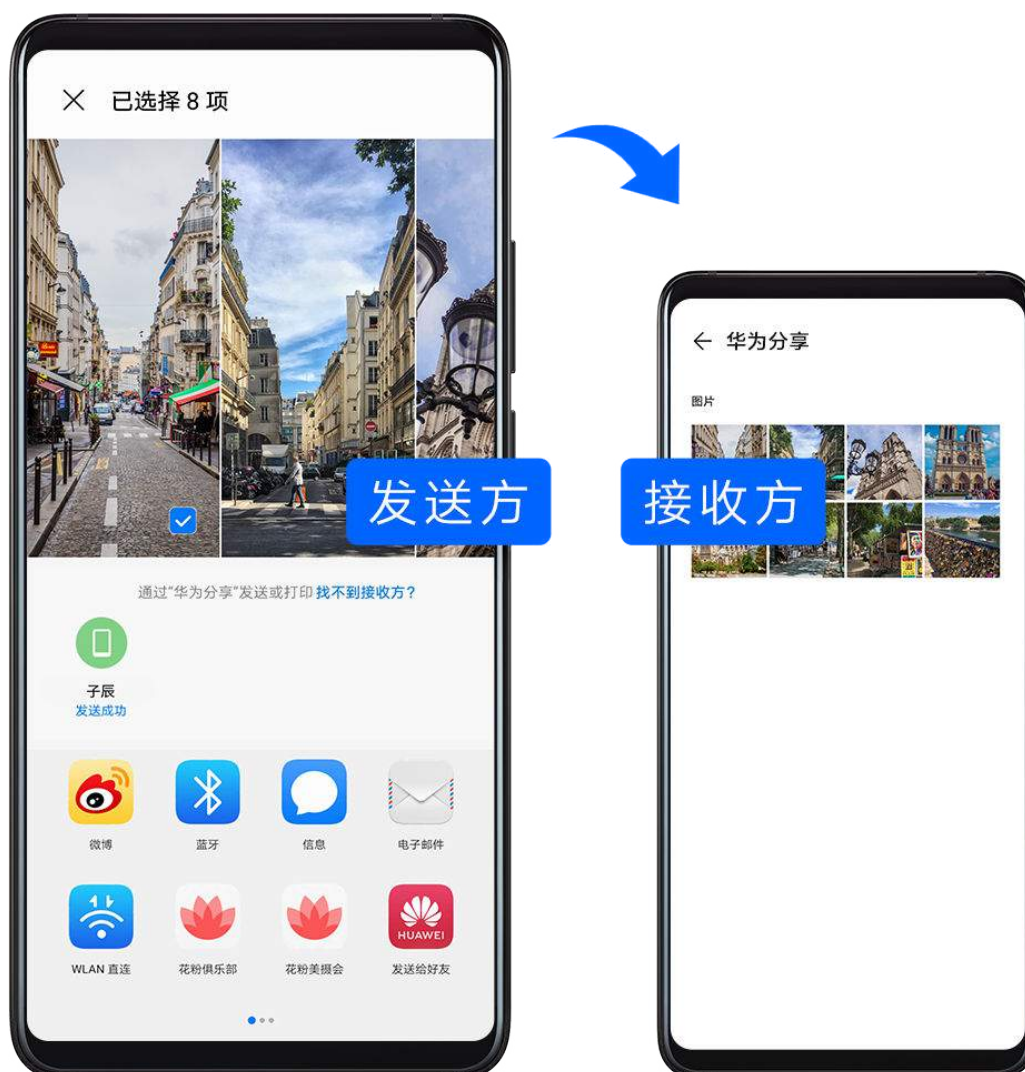 已选择 8 项
发送方
通过“华为分享”发送或打印 找不到接收方？
子辰
发送成功
微博
蓝牙
信息
电子邮件
WLAN 直连
花粉俱乐部
花粉美摄会
HUAWEI
发送给好友
华为分享
图片
接收方